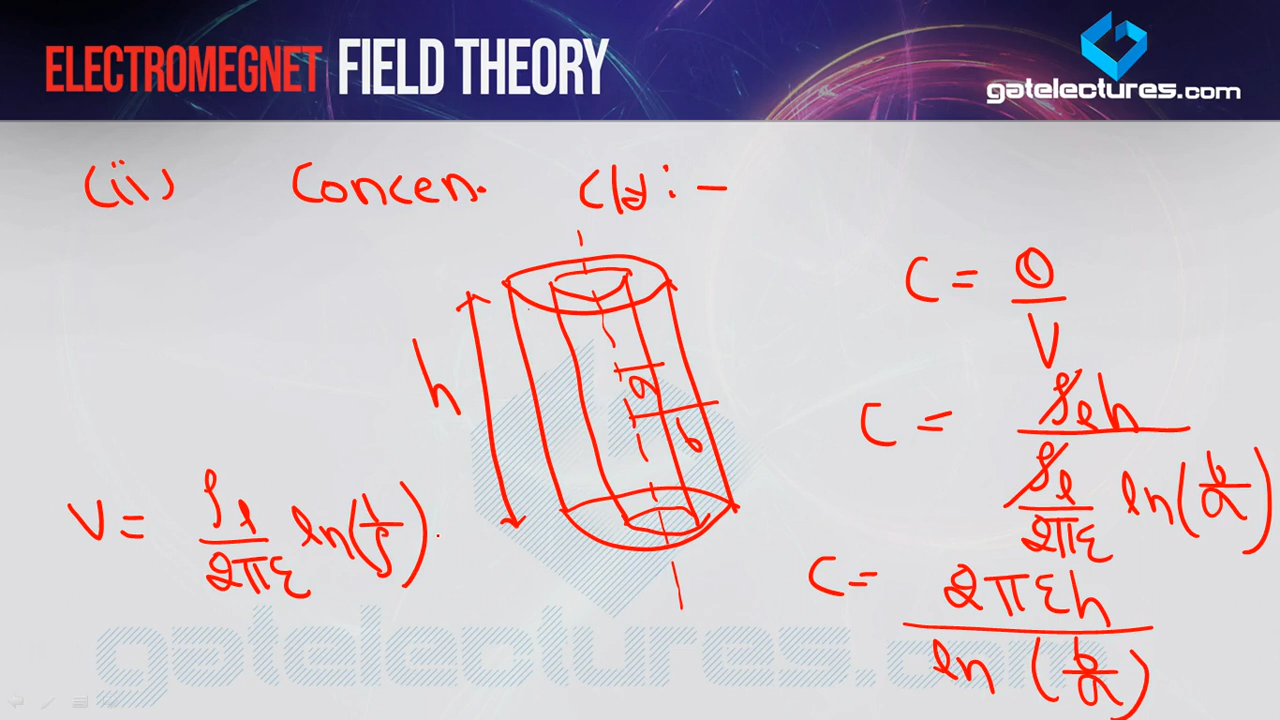 ELECTROMEGNET FIELD THEORY
gatelectures.com
(ii) Concen. Cly :-
h
a
b
V = ρℓ/2πε ln(1/ρ).
C = Q/V
C = ρℓh / (ρℓ/2πε ln(b/a))
C = 2πεh / ln(b/a)
gatelectures.com